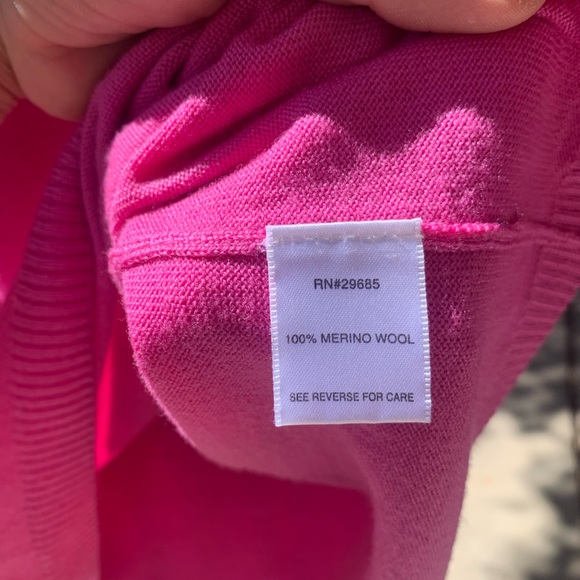 RN#29685
100% MERINO WOOL
SEE REVERSE FOR CARE